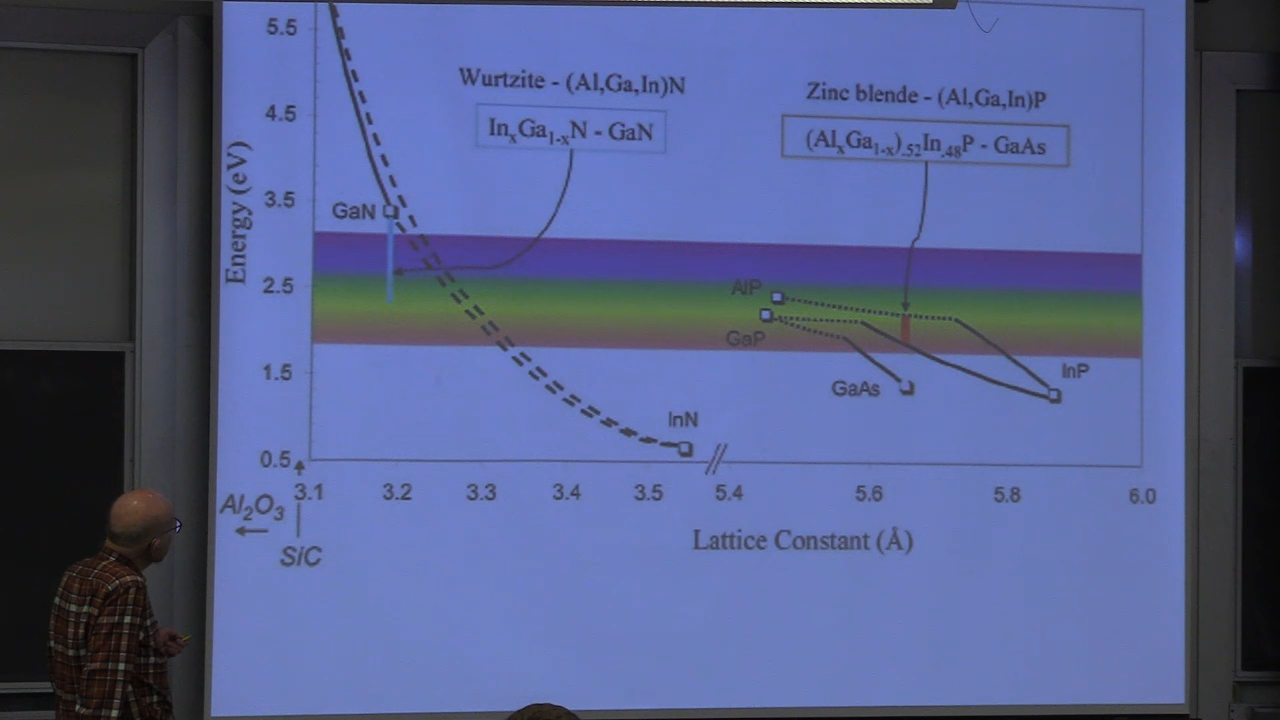 5.5
4.5
3.5
2.5
1.5
0.5
Energy (eV)
Wurtzite - (Al,Ga,In)N
InₓGa₁₋ₓN - GaN
Zinc blende - (Al,Ga,In)P
(AlₓGa₁₋ₓ).₅₂In.₄₈P - GaAs
GaN
AlP
GaP
GaAs
InP
InN
3.1 3.2 3.3 3.4 3.5 5.4 5.6 5.8 6.0
Al₂O₃
SiC
Lattice Constant (Å)